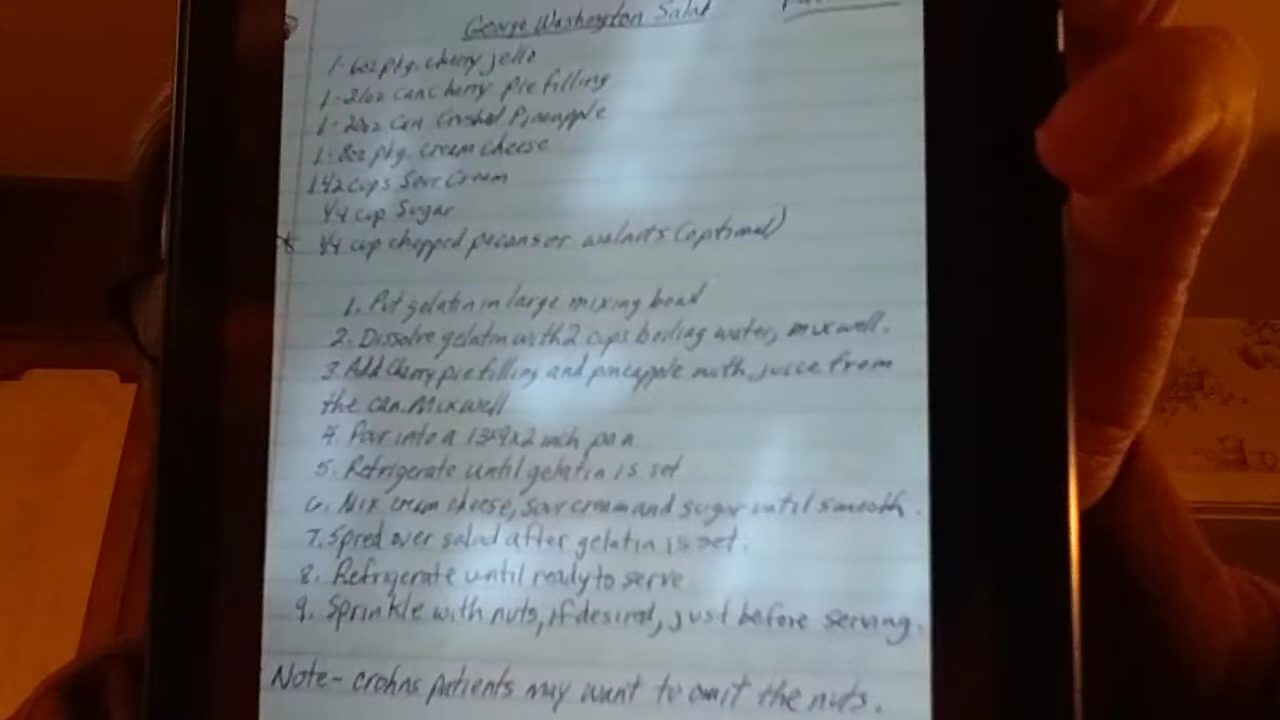 George Washington Salad
1-6oz pkg. cherry jello
1-21oz can cherry pie filling
1-20oz can Crushed Pineapple
1-8oz pkg. cream cheese
1 1/2 cups Sour Cream
1/4 cup Sugar
1/4 cup chopped pecans or walnuts (optional)
1. Put gelatin in large mixing bowl
2. Dissolve gelatin with 2 cups boiling water, mix well.
3. Add Cherry pie filling and pineapple with juice from
the can. Mix well
4. Pour into a 13x9x2 inch pan
5. Refrigerate until gelatin is set
6. Mix cream cheese, sour cream and sugar until smooth.
7. Spred over salad after gelatin is set.
8. Refrigerate until ready to serve
9. Sprinkle with nuts, if desired, just before serving.
Note- crohns patients may want to omit the nuts.